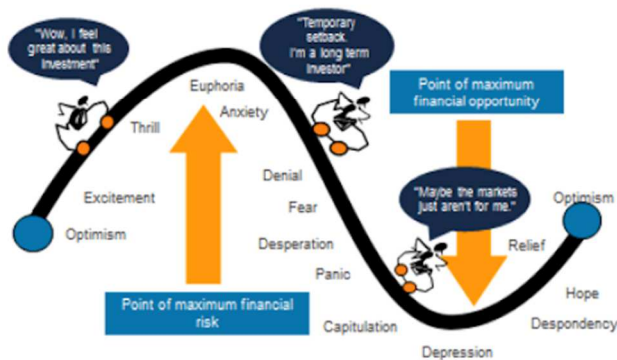 "Wow, I feel
great about this
Investment"
"Temporary
setback.
I'm a long term
investor"
Point of maximum
financial opportunity
Euphoria
Anxiety
Thrill
Denial
"Maybe the markets
just aren't for me."
Excitement
Fear
Optimism
Optimism
Desperation
Relief
Panic
Point of maximum financial
risk
Hope
Capitulation
Despondency
Depression